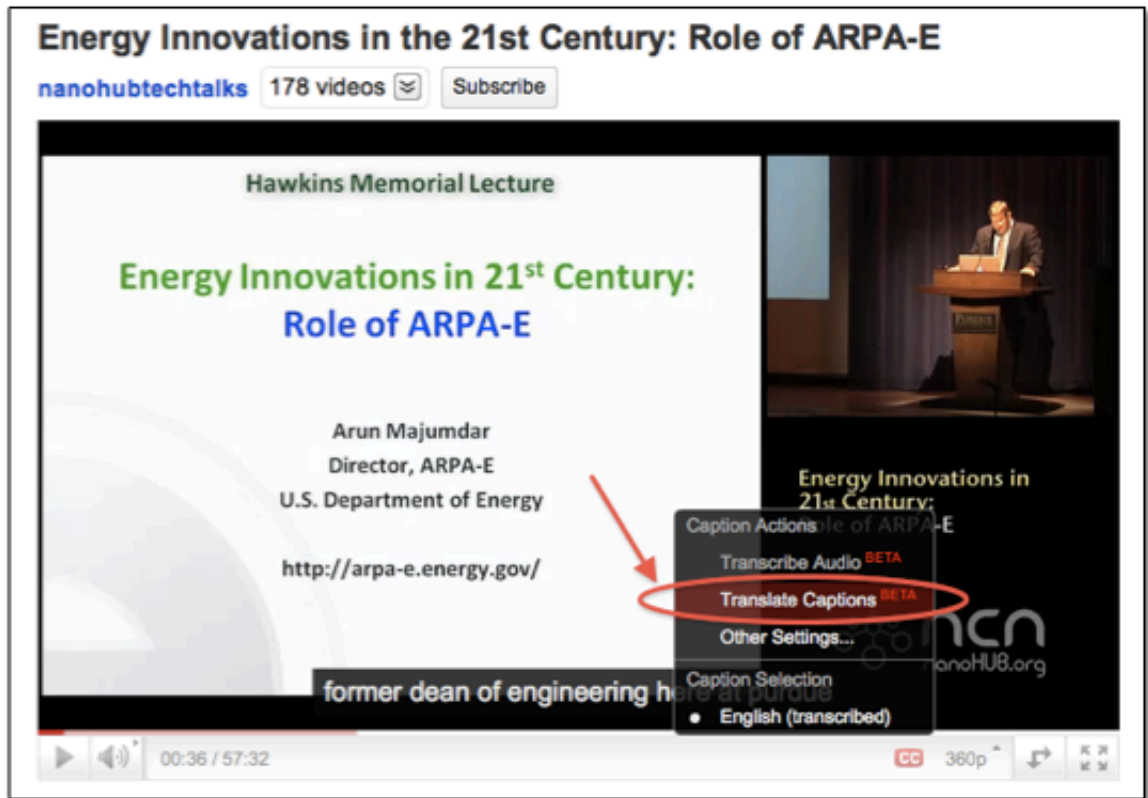 Energy Innovations in the 21st Century: Role of ARPA-E
nanohubtechtalks 178 videos Subscribe
Hawkins Memorial Lecture
Energy Innovations in 21st Century:
Role of ARPA-E
Arun Majumdar
Director, ARPA-E
U.S. Department of Energy
http://arpa-e.energy.gov/
former dean of engineering here at purdue
PURDUE
Energy Innovations in
21st Century:
Role of ARPA-E
Caption Actions
Transcribe Audio BETA
Translate Captions BETA
Other Settings...
Caption Selection
English (transcribed)
ncn
nanoHUB.org
00:36 / 57:32
CC 360p